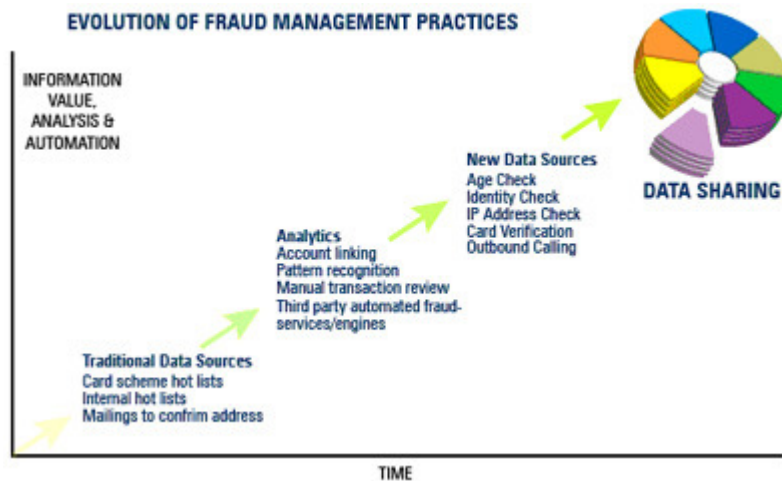 EVOLUTION OF FRAUD MANAGEMENT PRACTICES
INFORMATION
VALUE,
ANALYSIS &
AUTOMATION
New Data Sources
Age Check
Identity Check
IP Address Check
Card Verification
Outbound Calling
DATA SHARING
Analytics
Account linking
Pattern recognition
Manual transaction review
Third party automated fraud-
services/engines
Traditional Data Sources
Card scheme hot lists
Internal hot lists
Mailings to confrim address
TIME